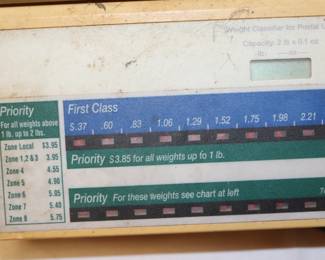 Weight Classifier for Postal
Capacity: 2 lb x 0.1 oz
-lb: -oz-
Priority
For all weights above
1 lb. up to 2 lbs.
Zone Local $3.95
Zone 1,2 & 3 3.95
Zone 4 4.55
Zone 5 4.90
Zone 6 5.05
Zone 7 5.40
Zone 8 5.75
First Class
$.37 .60 .83 1.06 1.29 1.52 1.75 1.98 2.21
Priority $3.85 for all weights up to 1 lb.
Priority For these weights see chart at left